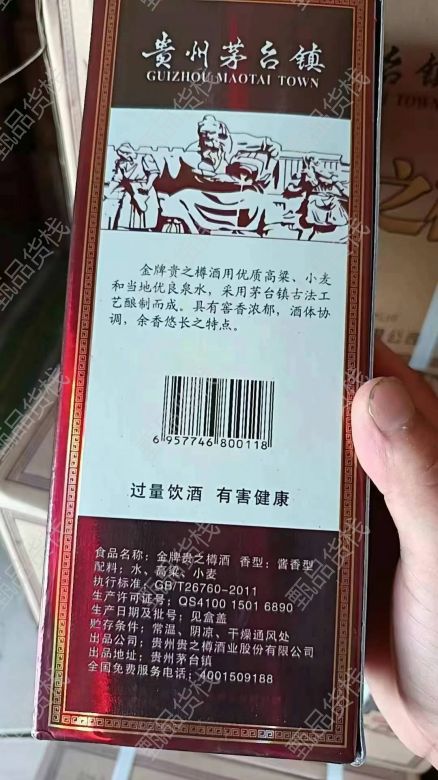 贵州茅台镇
GUIZHOU MAOTAI TOWN
金牌贵之樽酒用优质高粱、小麦
和当地优良泉水，采用茅台镇古法工
艺酿制而成。具有窖香浓郁，酒体协
调，余香悠长之特点。
6 957746 800118
过量饮酒 有害健康
食品名称：金牌贵之樽酒 香型：酱香型
配料：水、高粱、小麦
执行标准：GB/T26760-2011
生产许可证号：QS4100 1501 6890
生产日期及批号：见盒盖
贮存条件：常温、阴凉、干燥通风处
出品公司：贵州贵之樽酒业股份有限公司
出品地址：贵州茅台镇
全国免费服务电话：4001509188
台镇
TOWN
之
甄品货栈